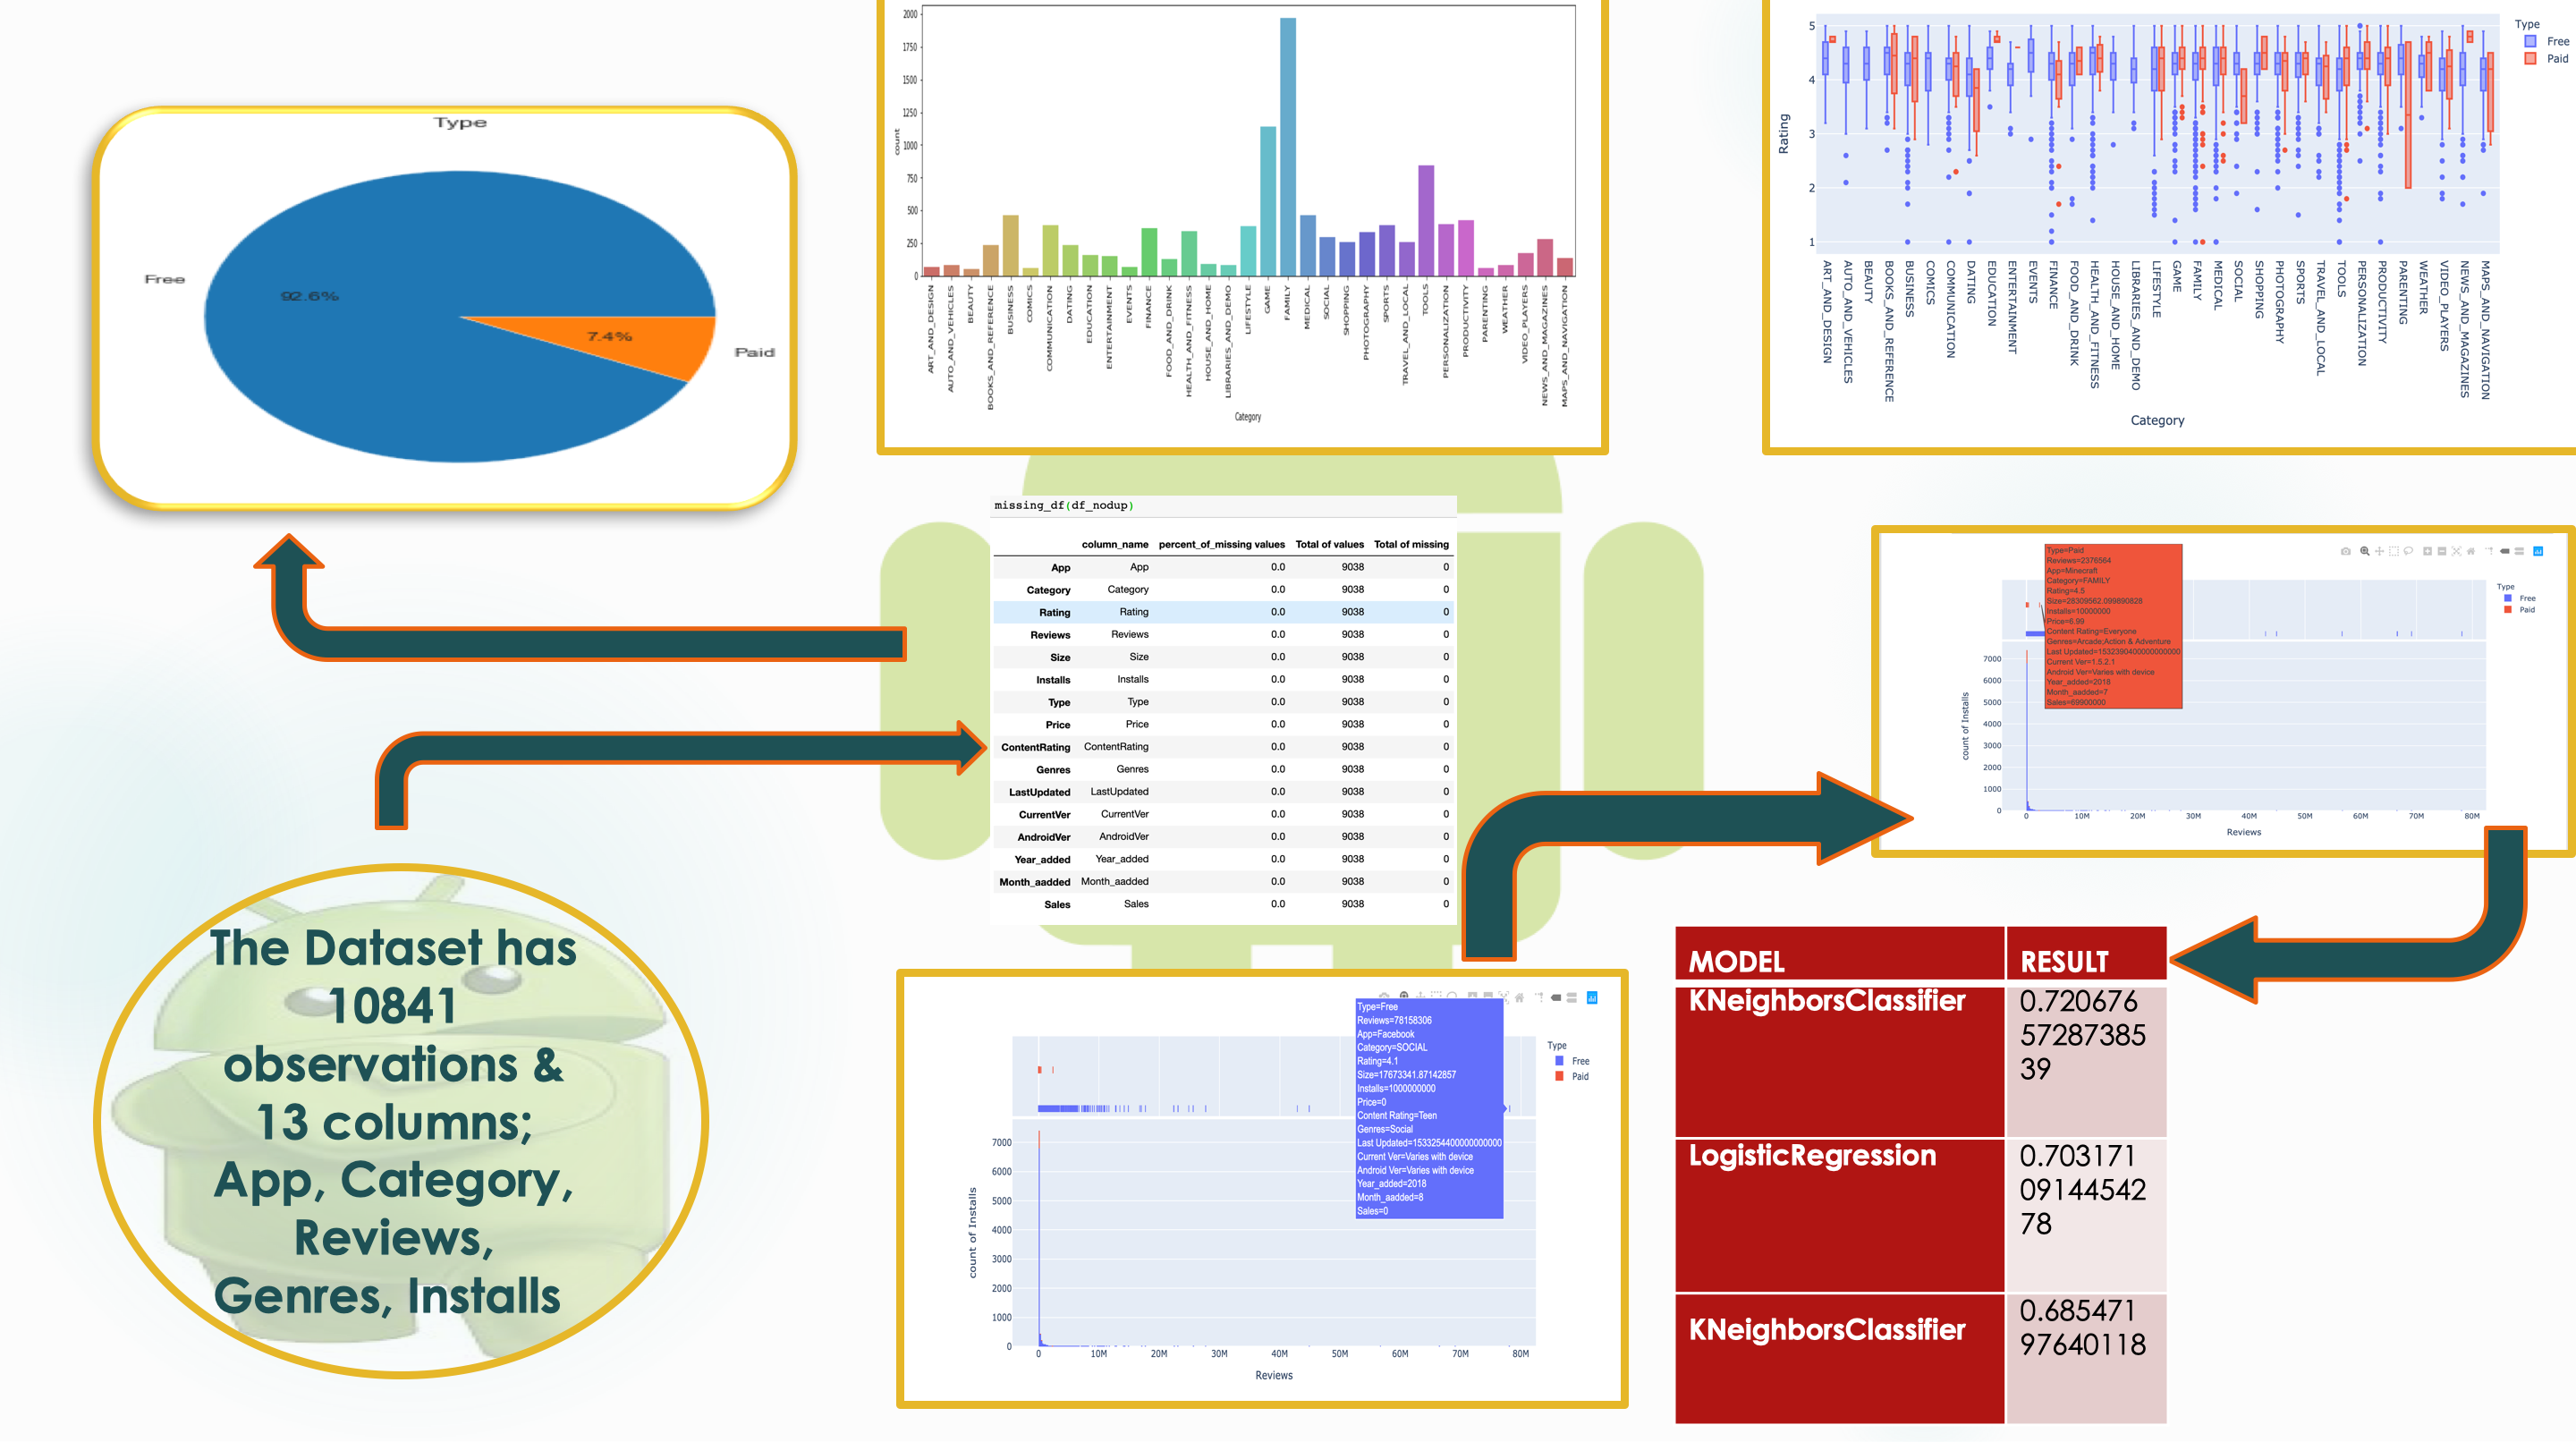 Type
Free
92.6%
7.4%
Paid
2000
1750
1500
1250
1000
750
500
250
0
count
ART_AND_DESIGN
AUTO_AND_VEHICLES
BEAUTY
BOOKS_AND_REFERENCE
BUSINESS
COMICS
COMMUNICATION
DATING
EDUCATION
ENTERTAINMENT
EVENTS
FINANCE
FOOD_AND_DRINK
HEALTH_AND_FITNESS
HOUSE_AND_HOME
LIBRARIES_AND_DEMO
LIFESTYLE
GAME
FAMILY
MEDICAL
SOCIAL
SHOPPING
PHOTOGRAPHY
SPORTS
TRAVEL_AND_LOCAL
TOOLS
PERSONALIZATION
PRODUCTIVITY
PARENTING
WEATHER
VIDEO_PLAYERS
NEWS_AND_MAGAZINES
MAPS_AND_NAVIGATION
Category
5
4
3
2
1
Rating
Type
Free
Paid
ART_AND_DESIGN
AUTO_AND_VEHICLES
BEAUTY
BOOKS_AND_REFERENCE
BUSINESS
COMICS
COMMUNICATION
DATING
EDUCATION
ENTERTAINMENT
EVENTS
FINANCE
FOOD_AND_DRINK
HEALTH_AND_FITNESS
HOUSE_AND_HOME
LIBRARIES_AND_DEMO
LIFESTYLE
GAME
FAMILY
MEDICAL
SOCIAL
SHOPPING
PHOTOGRAPHY
SPORTS
TRAVEL_AND_LOCAL
TOOLS
PERSONALIZATION
PRODUCTIVITY
PARENTING
WEATHER
VIDEO_PLAYERS
NEWS_AND_MAGAZINES
MAPS_AND_NAVIGATION
Category
missing_df(df_nodup)
column_name percent_of_missing values Total of values Total of missing
App App 0.0 9038 0
Category Category 0.0 9038 0
Rating Rating 0.0 9038 0
Reviews Reviews 0.0 9038 0
Size Size 0.0 9038 0
Installs Installs 0.0 9038 0
Type Type 0.0 9038 0
Price Price 0.0 9038 0
ContentRating ContentRating 0.0 9038 0
Genres Genres 0.0 9038 0
LastUpdated LastUpdated 0.0 9038 0
CurrentVer CurrentVer 0.0 9038 0
AndroidVer AndroidVer 0.0 9038 0
Year_added Year_added 0.0 9038 0
Month_aadded Month_aadded 0.0 9038 0
Sales Sales 0.0 9038 0
Type=Paid
Reviews=2376564
App=Minecraft
Category=FAMILY
Rating=4.5
Size=28309562.099890828
Installs=10000000
Price=6.99
Content Rating=Everyone
Genres=Arcade;Action & Adventure
Last Updated=1532390400000000000
Current Ver=1.5.2.1
Android Ver=Varies with device
Year_added=2018
Month_aadded=7
Sales=69900000
Type
Free
Paid
7000
6000
5000
4000
3000
2000
1000
0
count of Installs
0 10M 20M 30M 40M 50M 60M 70M 80M
Reviews
The Dataset has
10841
observations &
13 columns;
App, Category,
Reviews,
Genres, Installs
Type=Free
Reviews=78158306
App=Facebook
Category=SOCIAL
Rating=4.1
Size=17673341.87142857
Installs=1000000000
Price=0
Content Rating=Teen
Genres=Social
Last Updated=1533254400000000000
Current Ver=Varies with device
Android Ver=Varies with device
Year_added=2018
Month_aadded=8
Sales=0
Type
Free
Paid
7000
6000
5000
4000
3000
2000
1000
0
count of Installs
0 10M 20M 30M 40M 50M 60M 70M 80M
Reviews
MODEL RESULT
KNeighborsClassifier 0.720676
57287385
39
LogisticRegression 0.703171
09144542
78
KNeighborsClassifier 0.685471
97640118